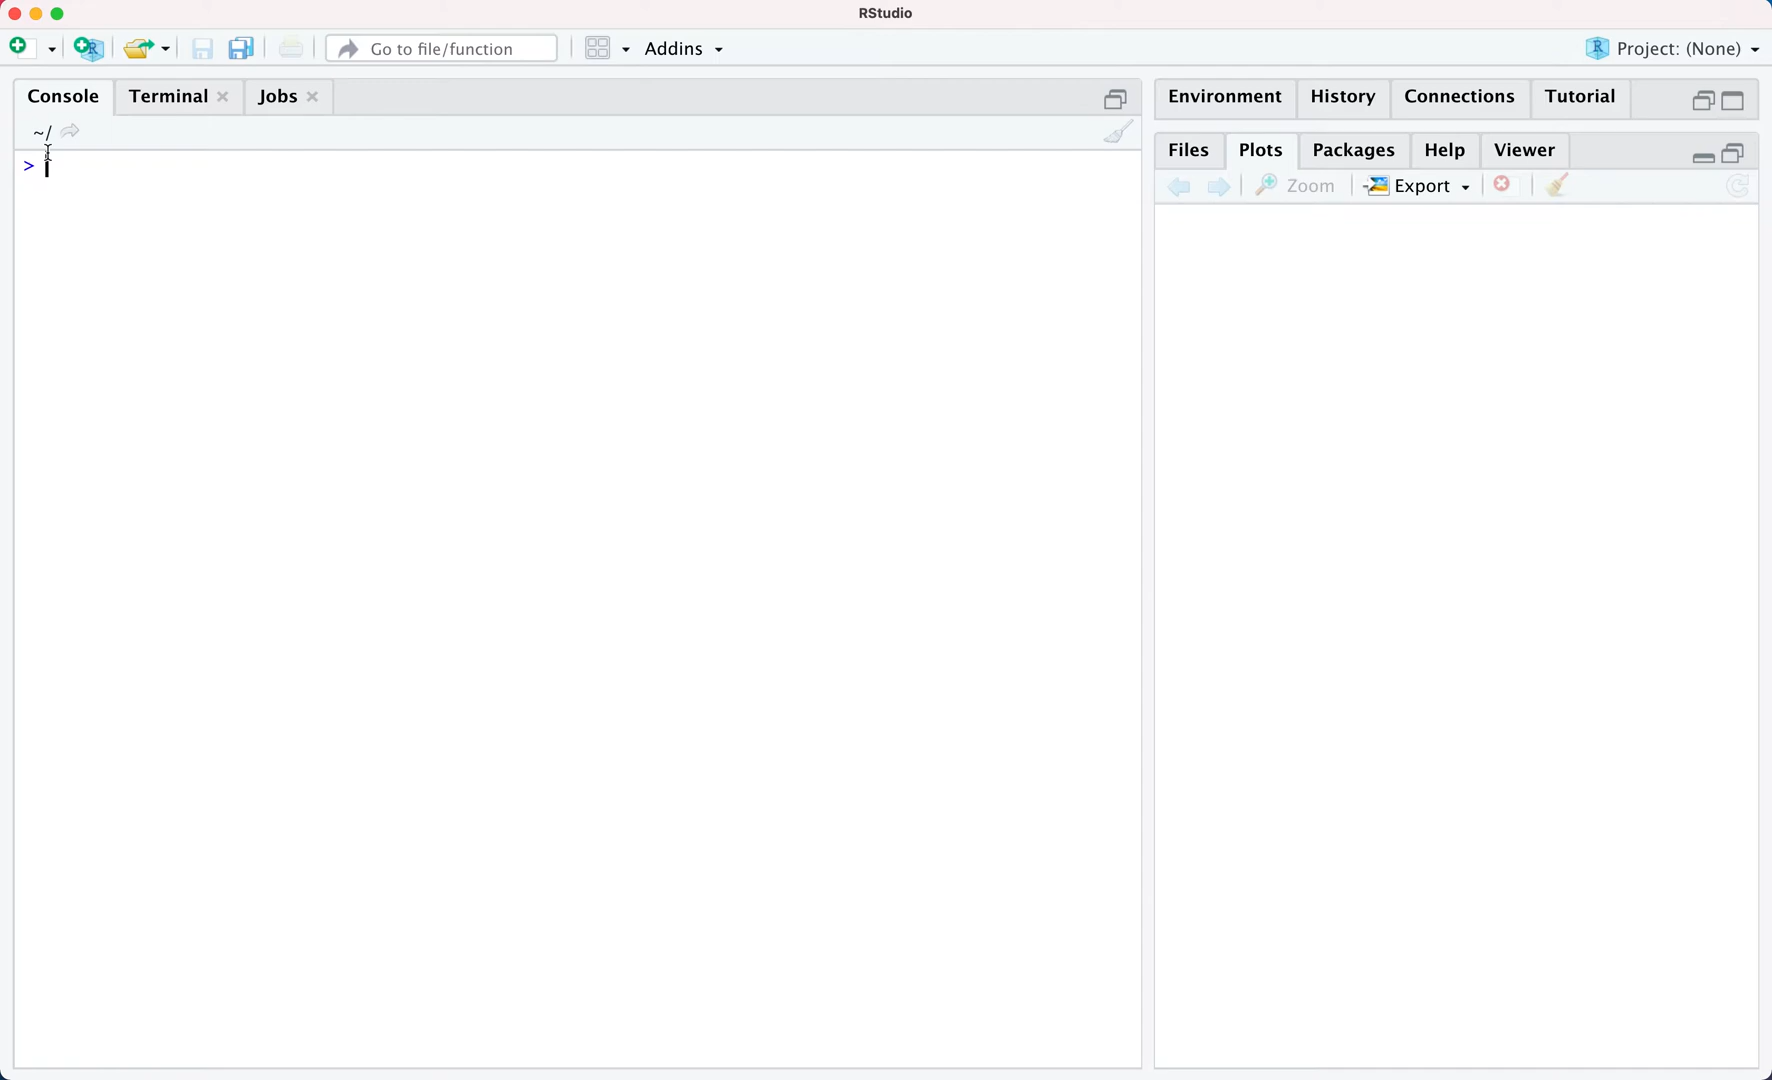 RStudio
Go to file/function
Addins
Project: (None)
Console
Terminal
Jobs
~/
>
Environment
History
Connections
Tutorial
Files
Plots
Packages
Help
Viewer
Zoom
Export